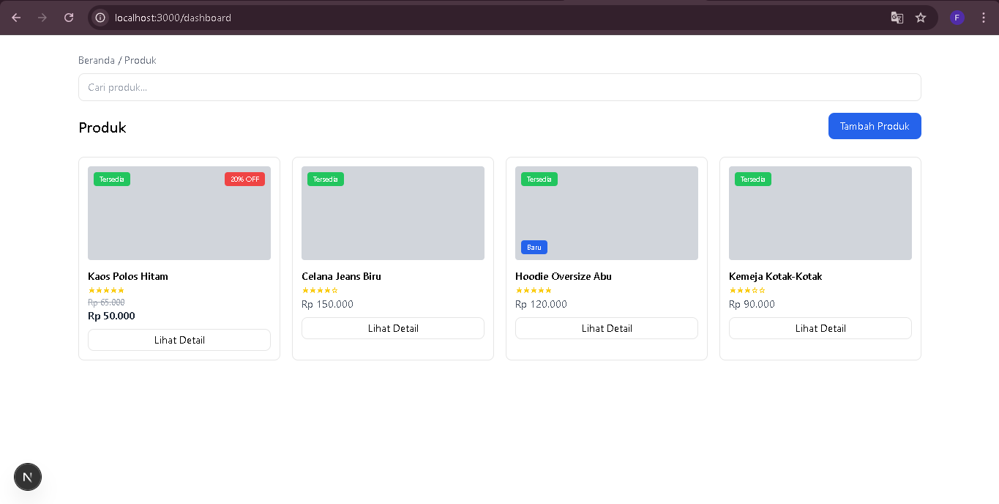 localhost:3000/dashboard
F
Beranda / Produk
Cari produk...
Produk
Tambah Produk
Tersedia
20% OFF
Kaos Polos Hitam
★★★★★
Rp 65.000
Rp 50.000
Lihat Detail
Tersedia
Celana Jeans Biru
★★★★☆
Rp 150.000
Lihat Detail
Tersedia
Baru
Hoodie Oversize Abu
★★★★★
Rp 120.000
Lihat Detail
Tersedia
Kemeja Kotak-Kotak
★★★☆☆
Rp 90.000
Lihat Detail
N